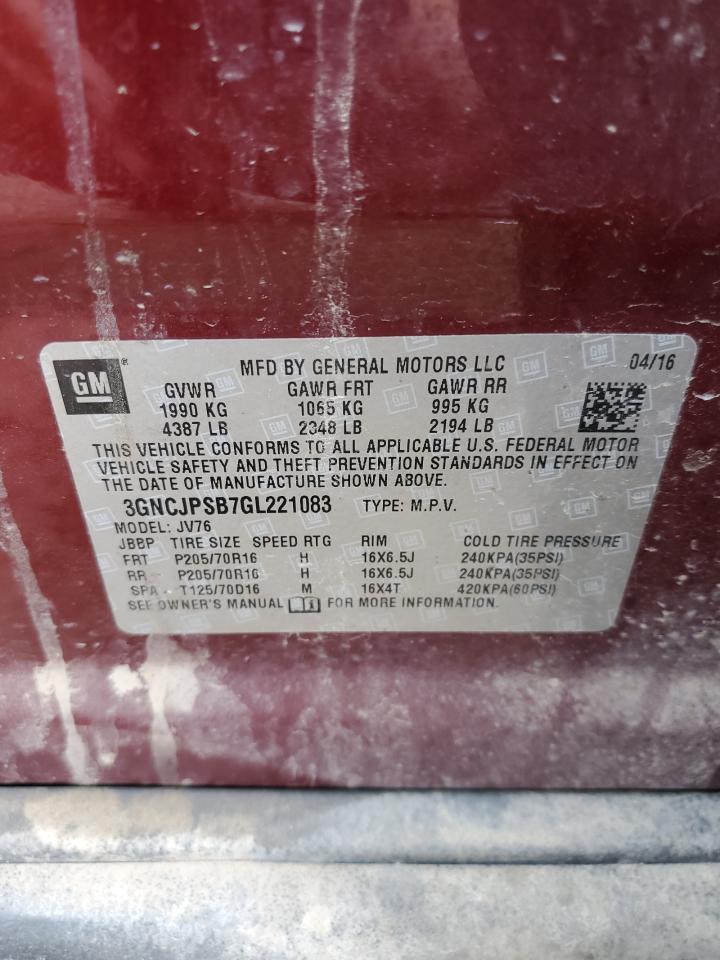 GM
MFD BY GENERAL MOTORS LLC 04/16
GVWR GAWR FRT GAWR RR
1990 KG 1065 KG 995 KG
4387 LB 2348 LB 2194 LB
THIS VEHICLE CONFORMS TO ALL APPLICABLE U.S. FEDERAL MOTOR
VEHICLE SAFETY AND THEFT PREVENTION STANDARDS IN EFFECT ON
THE DATE OF MANUFACTURE SHOWN ABOVE.
3GNCJPSB7GL221083 TYPE: M.P.V.
MODEL: JV76
JBBP TIRE SIZE SPEED RTG RIM COLD TIRE PRESSURE
FRT P205/70R16 H 16X6.5J 240KPA(35PSI)
RR P205/70R16 H 16X6.5J 240KPA(35PSI)
SPA T125/70D16 M 16X4T 420KPA(60PSI)
SEE OWNER'S MANUAL FOR MORE INFORMATION.